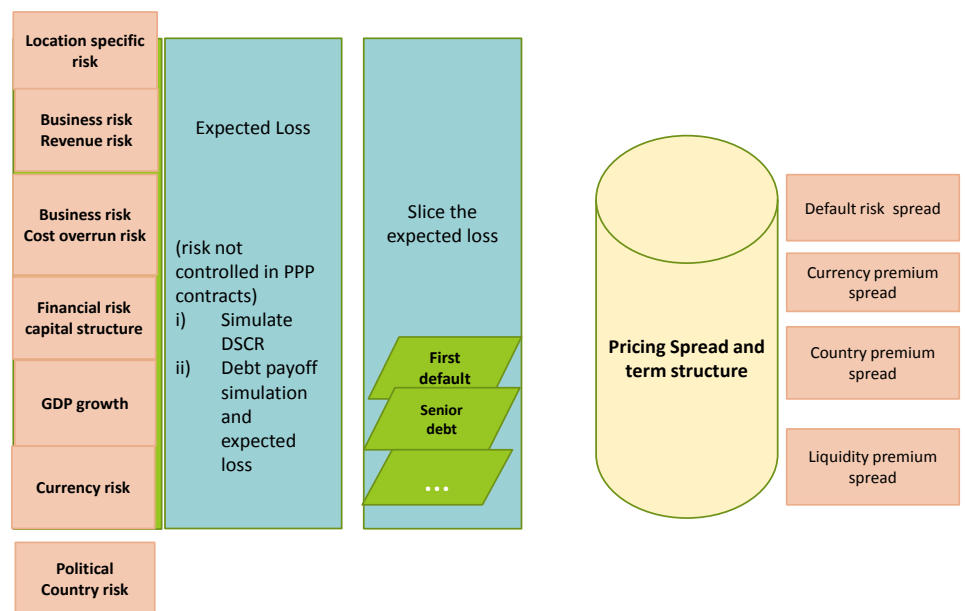 Location specific
risk
Business risk
Revenue risk
Business risk
Cost overrun risk
Financial risk
capital structure
GDP growth
Currency risk
Political
Country risk
Expected Loss
(risk not
controlled in PPP
contracts)
i) Simulate
DSCR
ii) Debt payoff
simulation
and
expected
loss
Slice the
expected loss
First
default
Senior
debt
...
Pricing Spread and
term structure
Default risk spread
Currency premium
spread
Country premium
spread
Liquidity premium
spread